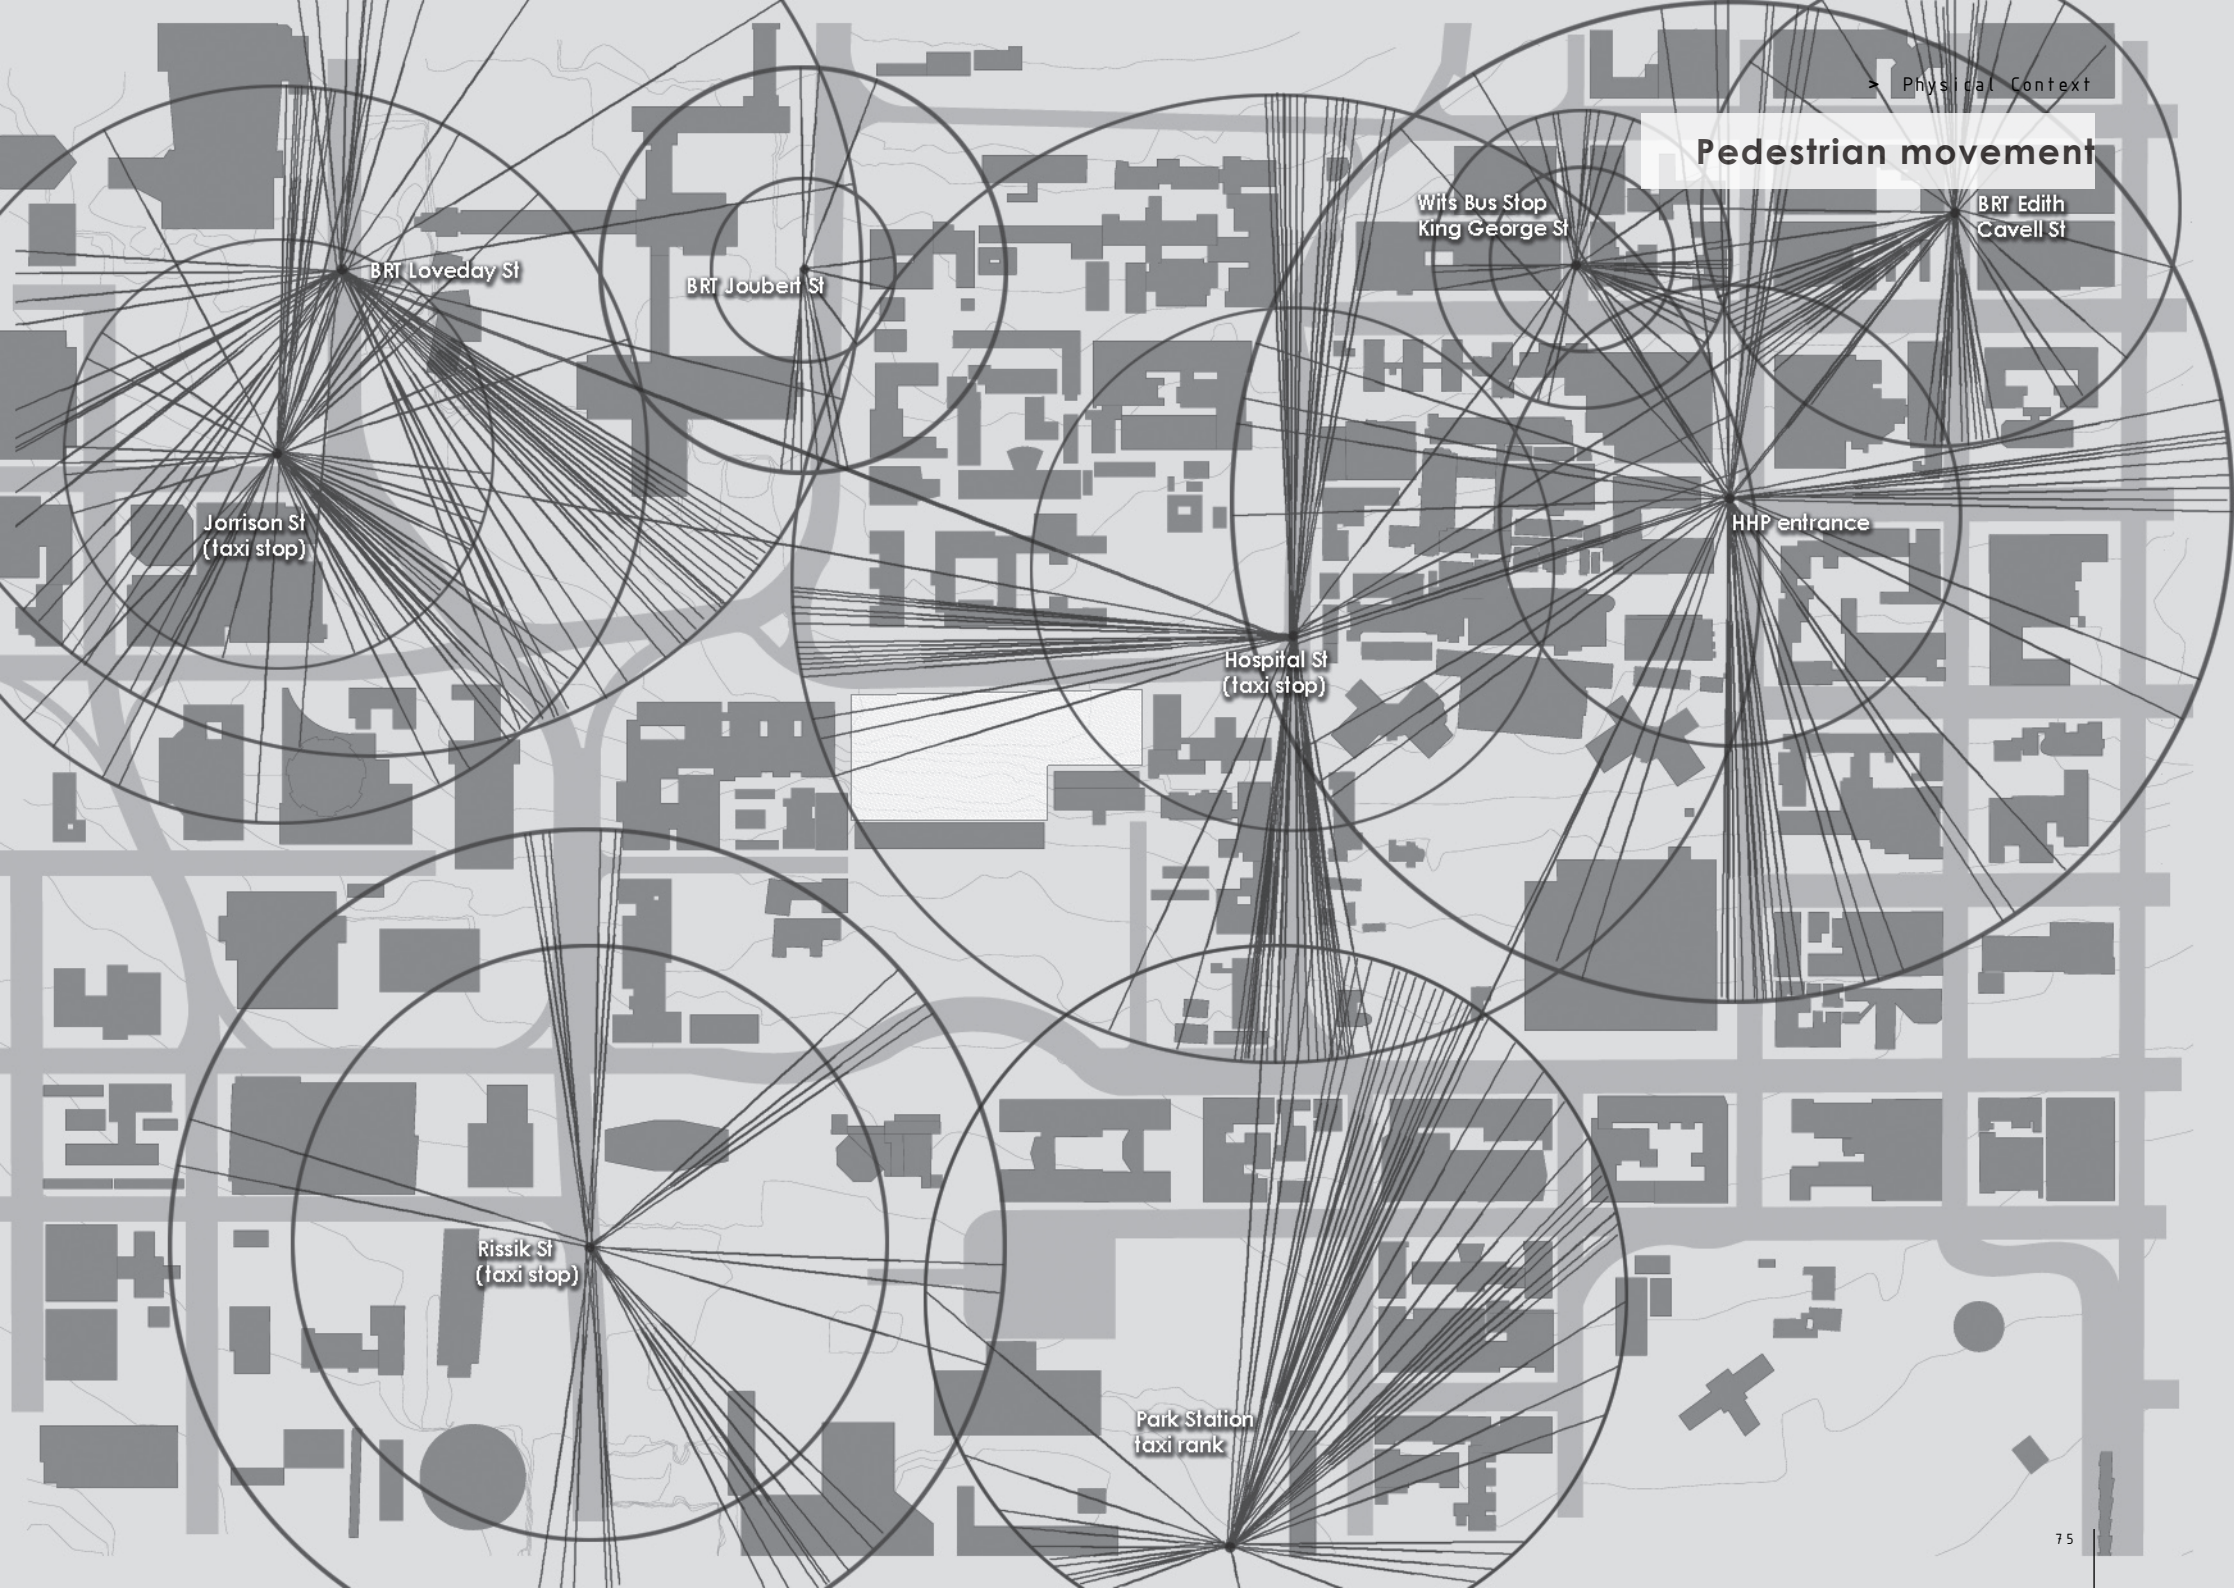 > Physical Context
Pedestrian movement
Wits Bus Stop
King George St
BRT Edith
Cavell St
BRT Loveday St
BRT Joubert St
Jorrison St
(taxi stop)
HHP entrance
Hospital St
(taxi stop)
Rissik St
(taxi stop)
Park Station
taxi rank
75